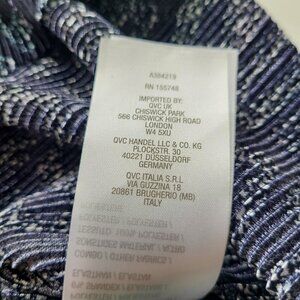 A384219
RN 155748
IMPORTED BY:
QVC UK
CHISWICK PARK
566 CHISWICK HIGH ROAD
LONDON
W4 5XU
QVC HANDEL LLC & CO. KG
PLOCKSTR. 30
40221 DÜSSELDORF
GERMANY
QVC ITALIA S.R.L
VIA GUZZINA 18
20861 BRUGHERIO (MB)
ITALY